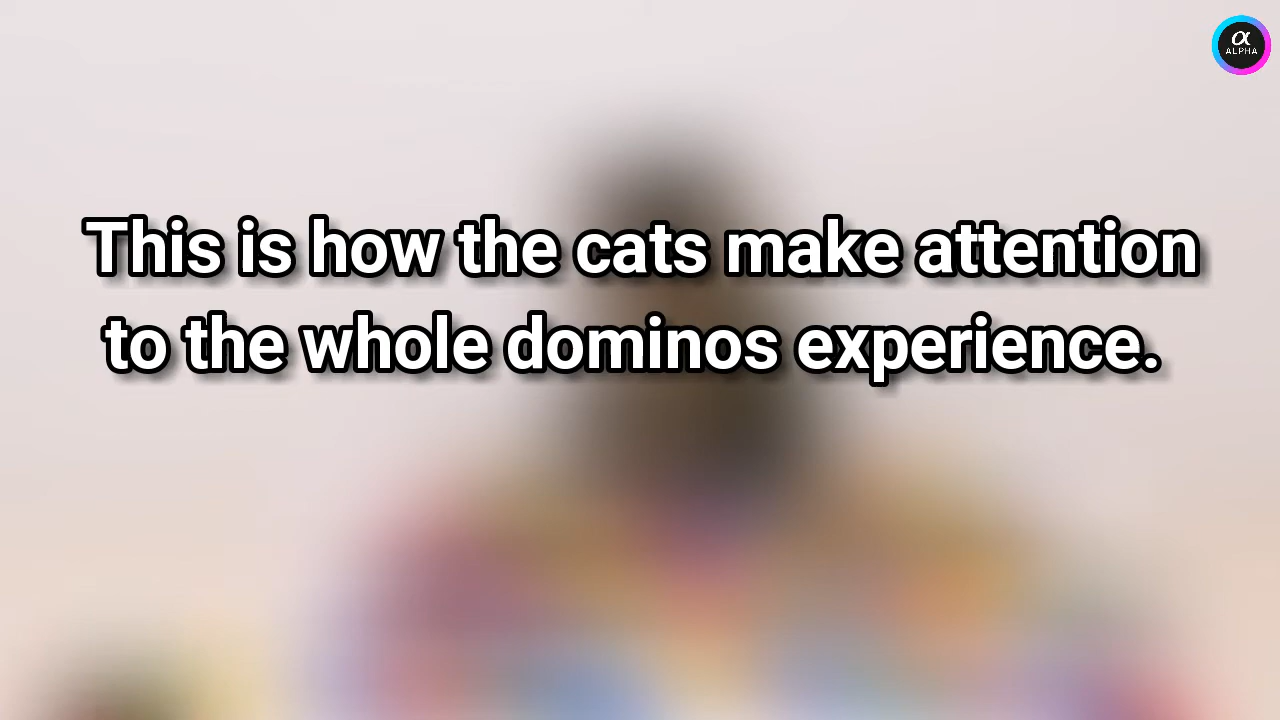 α
ALPHA
This is how the cats make attention
to the whole dominos experience.